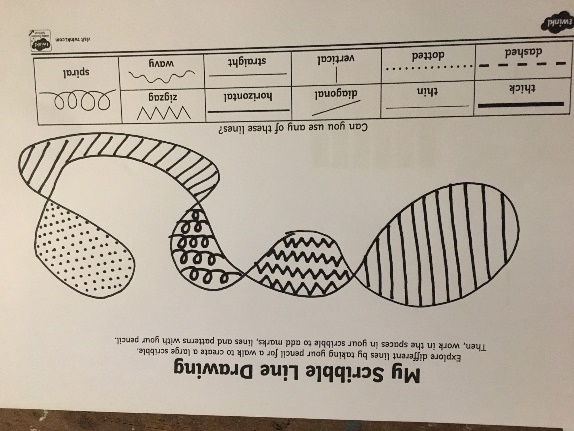 My Scribble Line Drawing
Explore different lines by taking your pencil for a walk to create a large scribble.
Then, work in the spaces in your scribble to add marks, lines and patterns with your pencil.
Can you use any of these lines?
thick
thin
diagonal
horizontal
zigzag
spiral
dashed
dotted
vertical
straight
wavy
twinkl
visit twinkl.com
twinkl